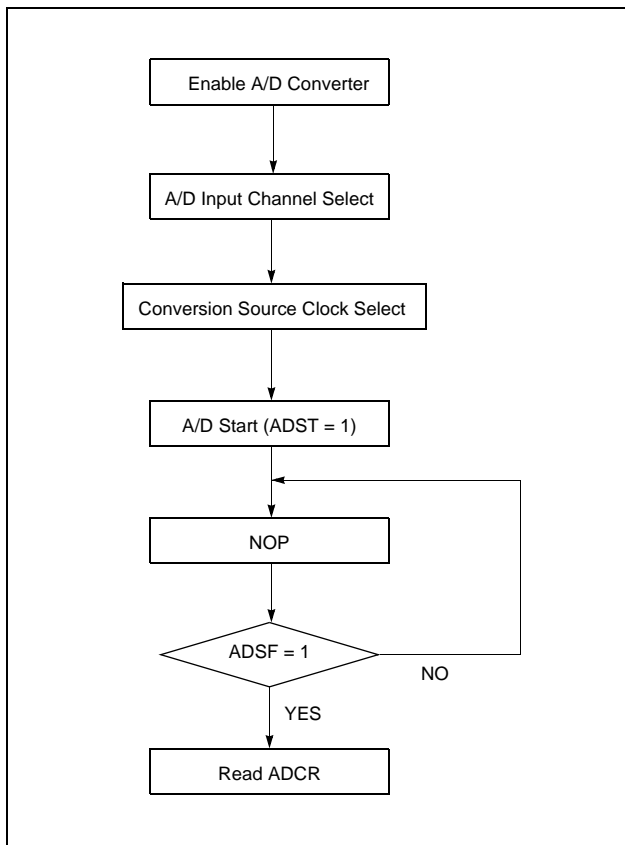 Enable A/D Converter
A/D Input Channel Select
Conversion Source Clock Select
A/D Start (ADST = 1)
NOP
ADSF = 1
NO
YES
Read ADCR